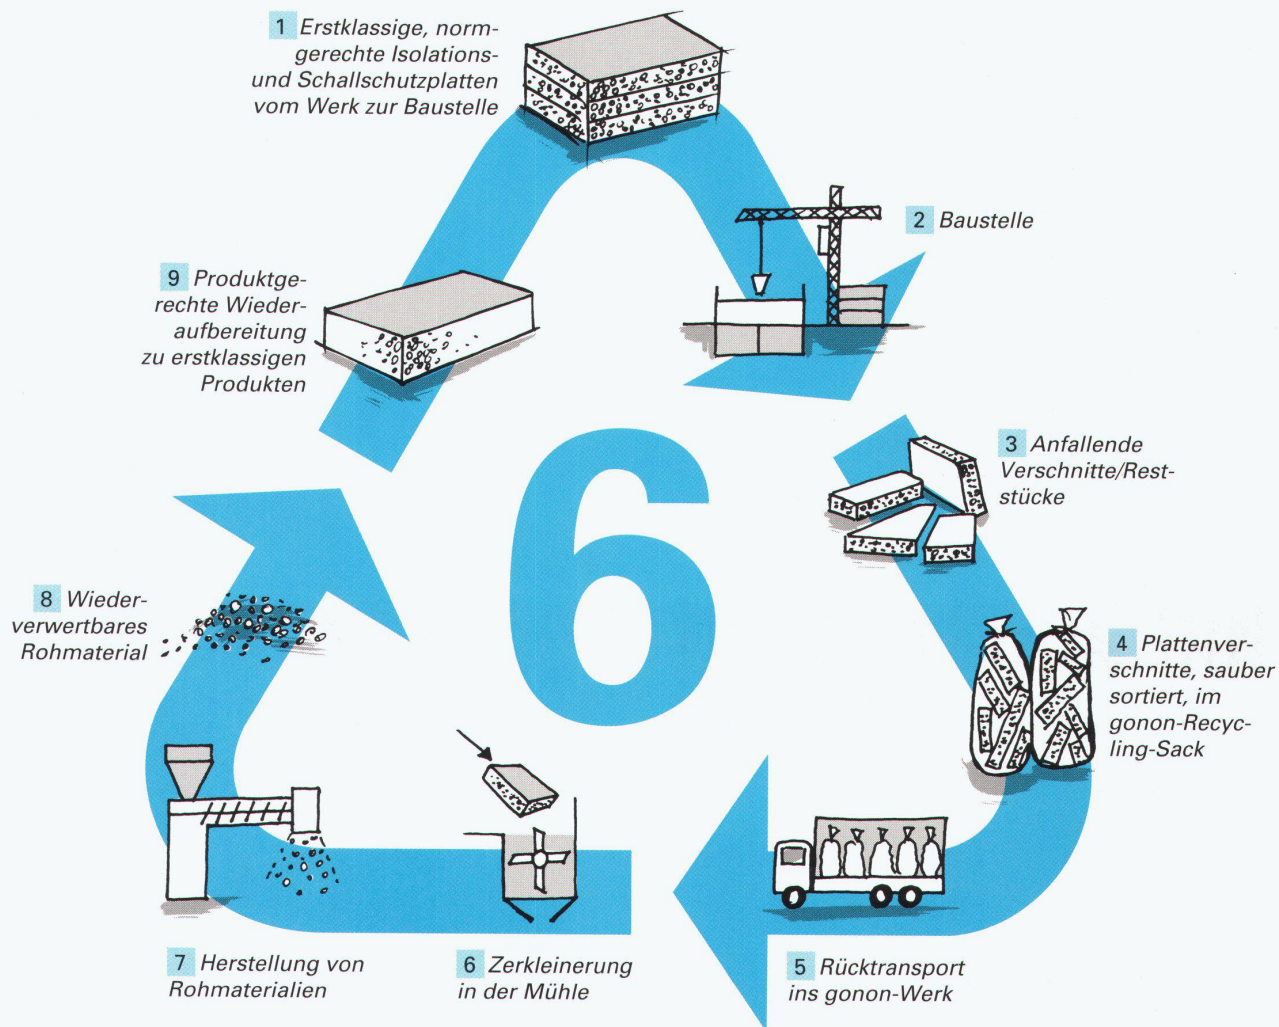 1 Erstklassige, norm-
gerechte Isolations-
und Schallschutzplatten
vom Werk zur Baustelle
2 Baustelle
3 Anfallende
Verschnitte/Rest-
stücke
4 Plattenver-
schnitte, sauber
sortiert, im
gonon-Recyc-
ling-Sack
5 Rücktransport
ins gonon-Werk
6 Zerkleinerung
in der Mühle
7 Herstellung von
Rohmaterialien
8 Wieder-
verwertbares
Rohmaterial
9 Produktge-
rechte Wieder-
aufbereitung
zu erstklassigen
Produkten
6